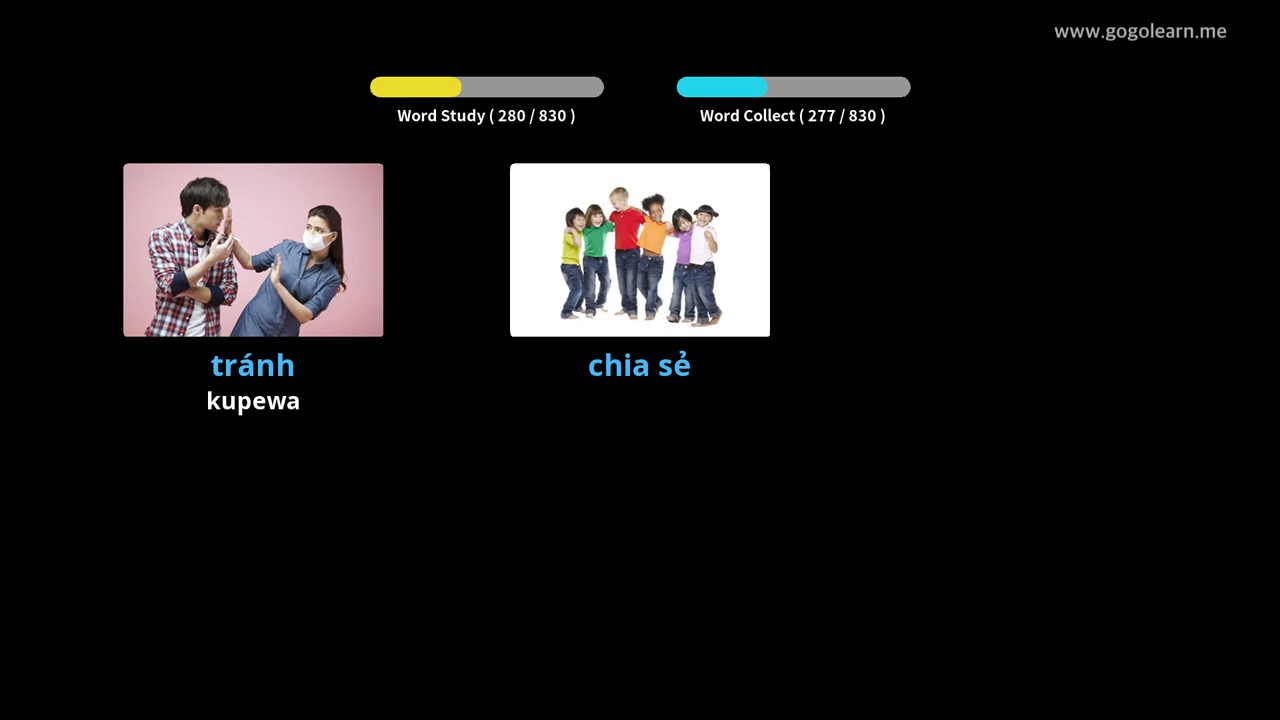 www.gogolearn.me
Word Study ( 280 / 830 )
Word Collect ( 277 / 830 )
tránh
kupewa
chia sẻ